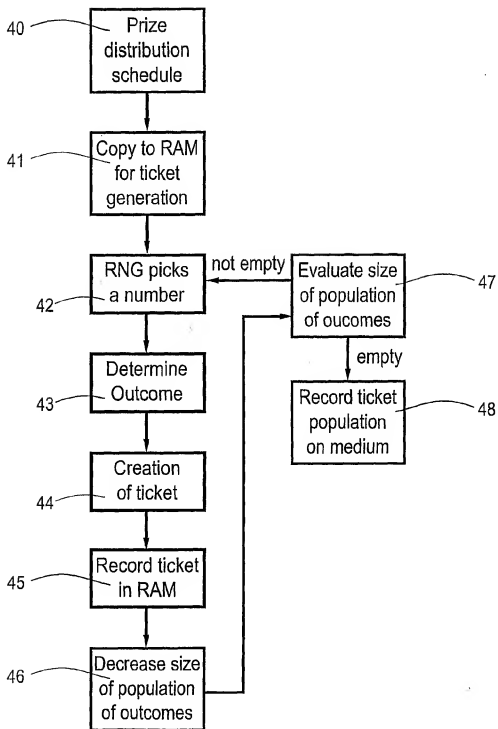 40
Prize
distribution
schedule
41
Copy to RAM
for ticket
generation
42
RNG picks
a number
not empty
43
Determine
Outcome
44
Creation
of ticket
45
Record ticket
in RAM
46
Decrease size
of population
of outcomes
47
Evaluate size
of population
of oucomes
empty
48
Record ticket
population
on medium